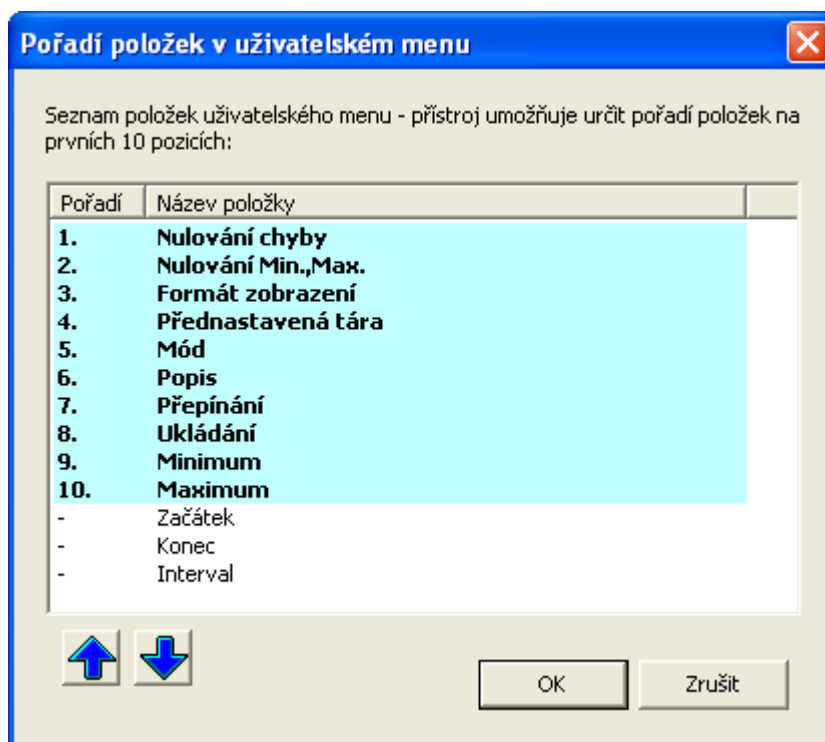 Pořadí položek v uživatelském menu
Seznam položek uživatelského menu - přístroj umožňuje určit pořadí položek na
prvních 10 pozicích:
Pořadí Název položky
1. Nulování chyby
2. Nulování Min.,Max.
3. Formát zobrazení
4. Přednastavená tára
5. Mód
6. Popis
7. Přepínání
8. Ukládání
9. Minimum
10. Maximum
- Začátek
- Konec
- Interval
OK Zrušit